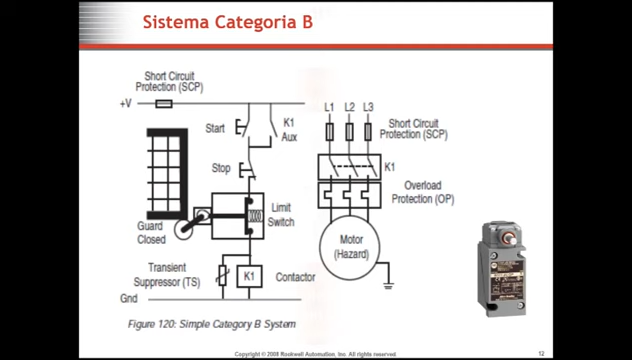 Sistema Categoria B
Short Circuit
Protection (SCP)
+V
Start
K1
Aux
Stop
Limit
Switch
Guard
Closed
Transient
Suppressor (TS)
K1
Contactor
Gnd
L1 L2 L3
Short Circuit
Protection (SCP)
K1
Overload
Protection (OP)
Motor
(Hazard)
Figure 120: Simple Category B System
Copyright © 2008 Rockwell Automation, Inc. All rights reserved.
12